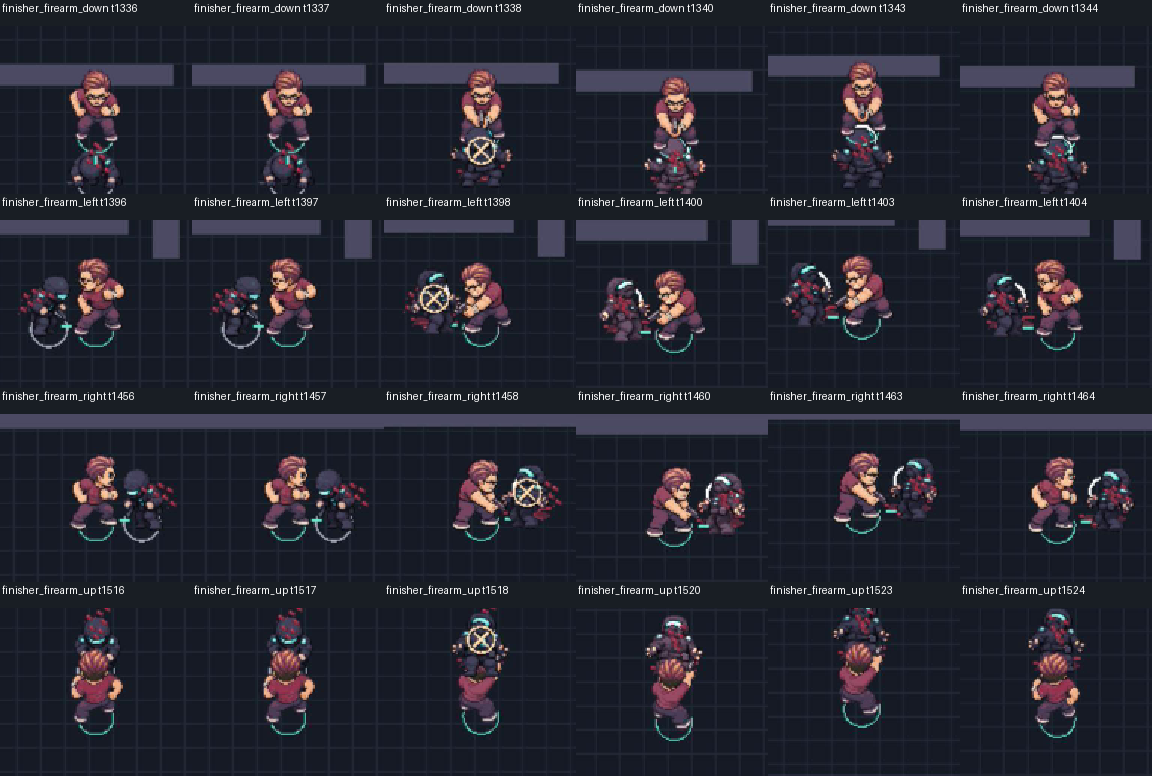 finisher_firearm_down t1336
finisher_firearm_down t1337
finisher_firearm_down t1338
finisher_firearm_down t1340
finisher_firearm_down t1343
finisher_firearm_down t1344
finisher_firearm_left t1396
finisher_firearm_left t1397
finisher_firearm_left t1398
finisher_firearm_left t1400
finisher_firearm_left t1403
finisher_firearm_left t1404
finisher_firearm_right t1456
finisher_firearm_right t1457
finisher_firearm_right t1458
finisher_firearm_right t1460
finisher_firearm_right t1463
finisher_firearm_right t1464
finisher_firearm_up t1516
finisher_firearm_up t1517
finisher_firearm_up t1518
finisher_firearm_up t1520
finisher_firearm_up t1523
finisher_firearm_up t1524